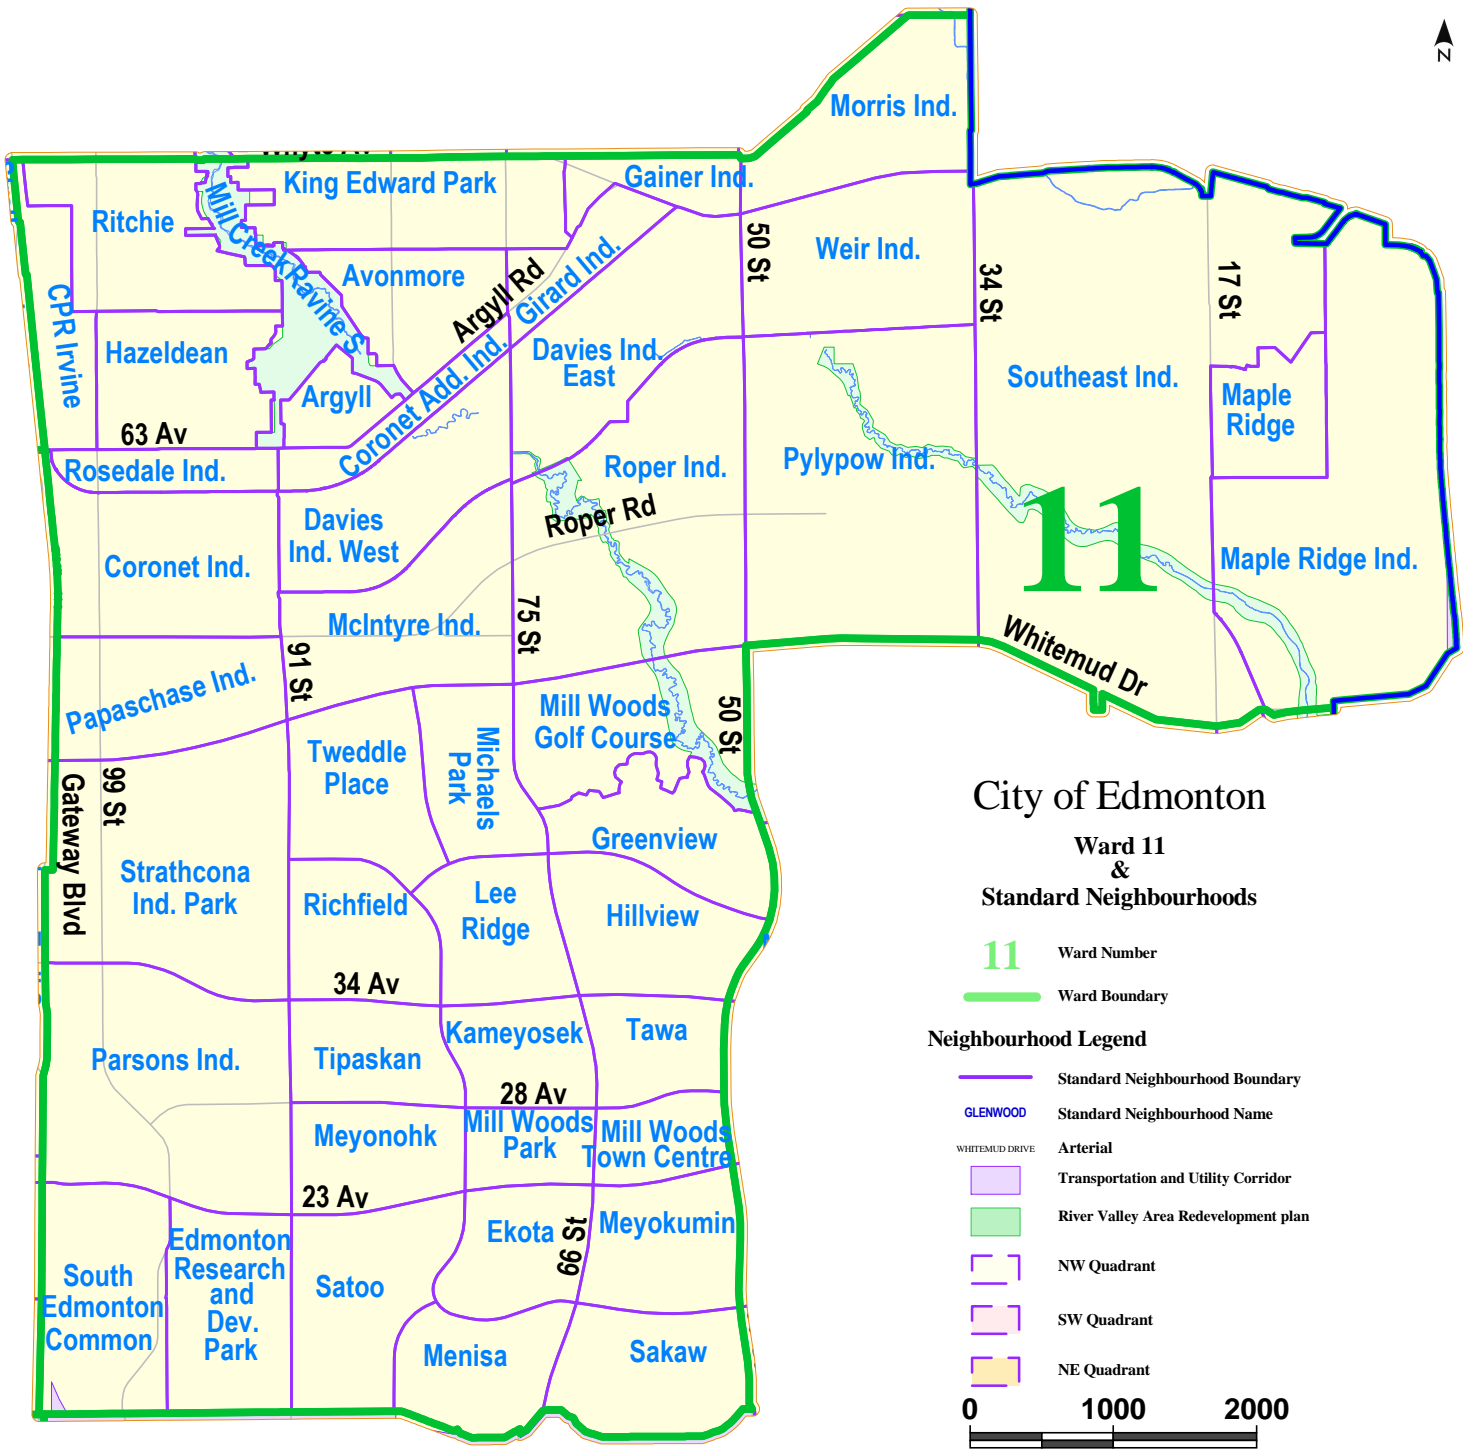 Z
Morris Ind.
Whyte Av
King Edward Park
Gainer Ind.
Ritchie
Mill Creek Ravine S
50 St
Weir Ind.
34 St
17 St
Avonmore
Argyll Rd
Girard Ind.
CPR Irvine
Hazeldean
Davies Ind.
East
Southeast Ind.
Maple
Ridge
Argyll
Coronet Add. Ind.
63 Av
Rosedale Ind.
Roper Ind.
Pylypow Ind.
11
Davies
Ind. West
Roper Rd
Coronet Ind.
Maple Ridge Ind.
McIntyre Ind.
75 St
91 St
Whitemud Dr
Papaschase Ind.
Mill Woods
Golf Course
50 St
Tweddle
Place
Michaels
Park
99 St
Gateway Blvd
Greenview
Strathcona
Ind. Park
Richfield
Lee
Ridge
Hillview
34 Av
Kameyosek
Tawa
Parsons Ind.
Tipaskan
28 Av
Meyonohk
Mill Woods
Park
Mill Woods
Town Centre
23 Av
Edmonton
Research
and
Dev.
Park
Ekota
66 St
Meyokumin
South
Edmonton
Common
Satoo
Menisa
Sakaw
City of Edmonton
Ward 11
&
Standard Neighbourhoods
11 Ward Number
Ward Boundary
Neighbourhood Legend
Standard Neighbourhood Boundary
GLENWOOD Standard Neighbourhood Name
WHITEMUD DRIVE Arterial
Transportation and Utility Corridor
River Valley Area Redevelopment plan
NW Quadrant
SW Quadrant
NE Quadrant
0 1000 2000